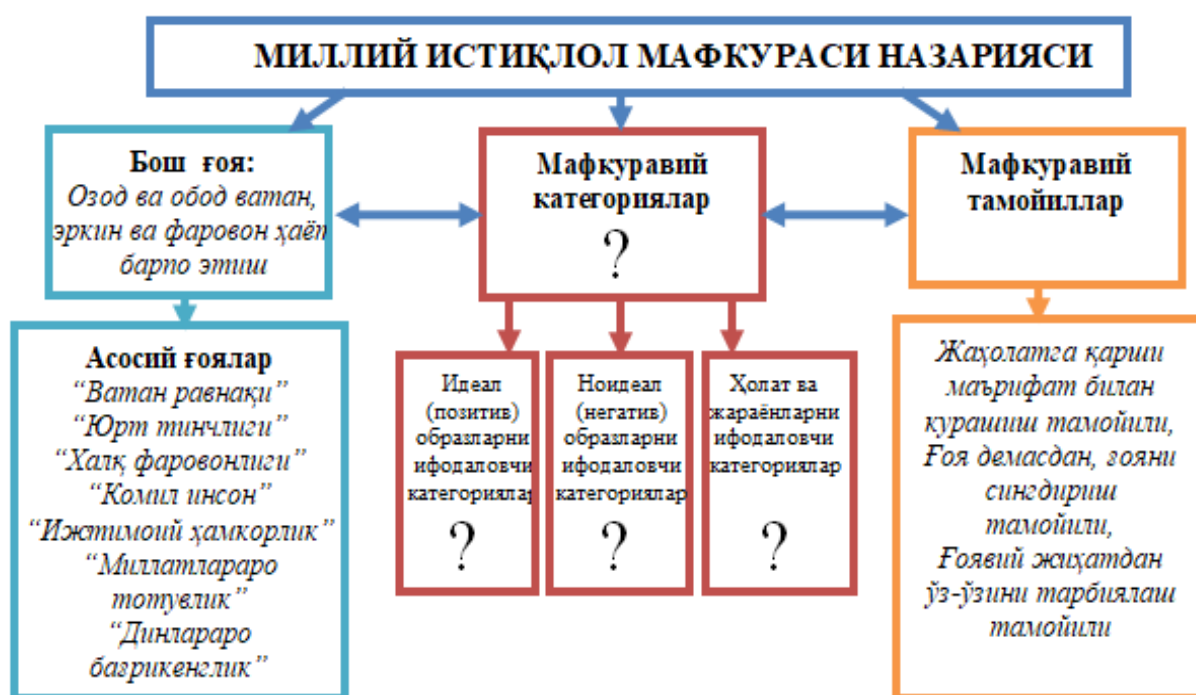 МИЛЛИЙ ИСТИҚЛОЛ МАФКУРАСИ НАЗАРИЯСИ
Бош ғоя:
Озод ва обод ватан,
эркин ва фаровон ҳаёт
барпо этиш
Мафкуравий
категориялар
?
Мафкуравий
тамойиллар
Асосий ғоялар
“Ватан равнақи”
“Юрт тинчлиги”
“Халқ фаровонлиги”
“Комил инсон”
“Ижтимоий ҳамкорлик”
“Миллатлараро
тотувлик”
“Динлараро
бағрикенглик”
Идеал
(позитив)
образларни
ифодаловчи
категориялар
?
Ноидеал
(негатив)
образларни
ифодаловчи
категориялар
?
Ҳолат ва
жараёнларни
ифодаловчи
категориялар
?
Жаҳолатга қарши
маърифат билан
курашиш тамойили,
Ғоя демасдан, ғояни
сингдириш
тамойили,
Ғоявий жиҳатдан
ўз-ўзини тарбиялаш
тамойили